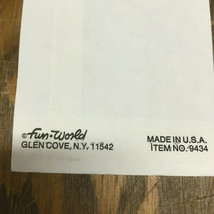 © Fun-World
GLEN COVE, N.Y. 11542
MADE IN U.S.A.
ITEM NO. 9434